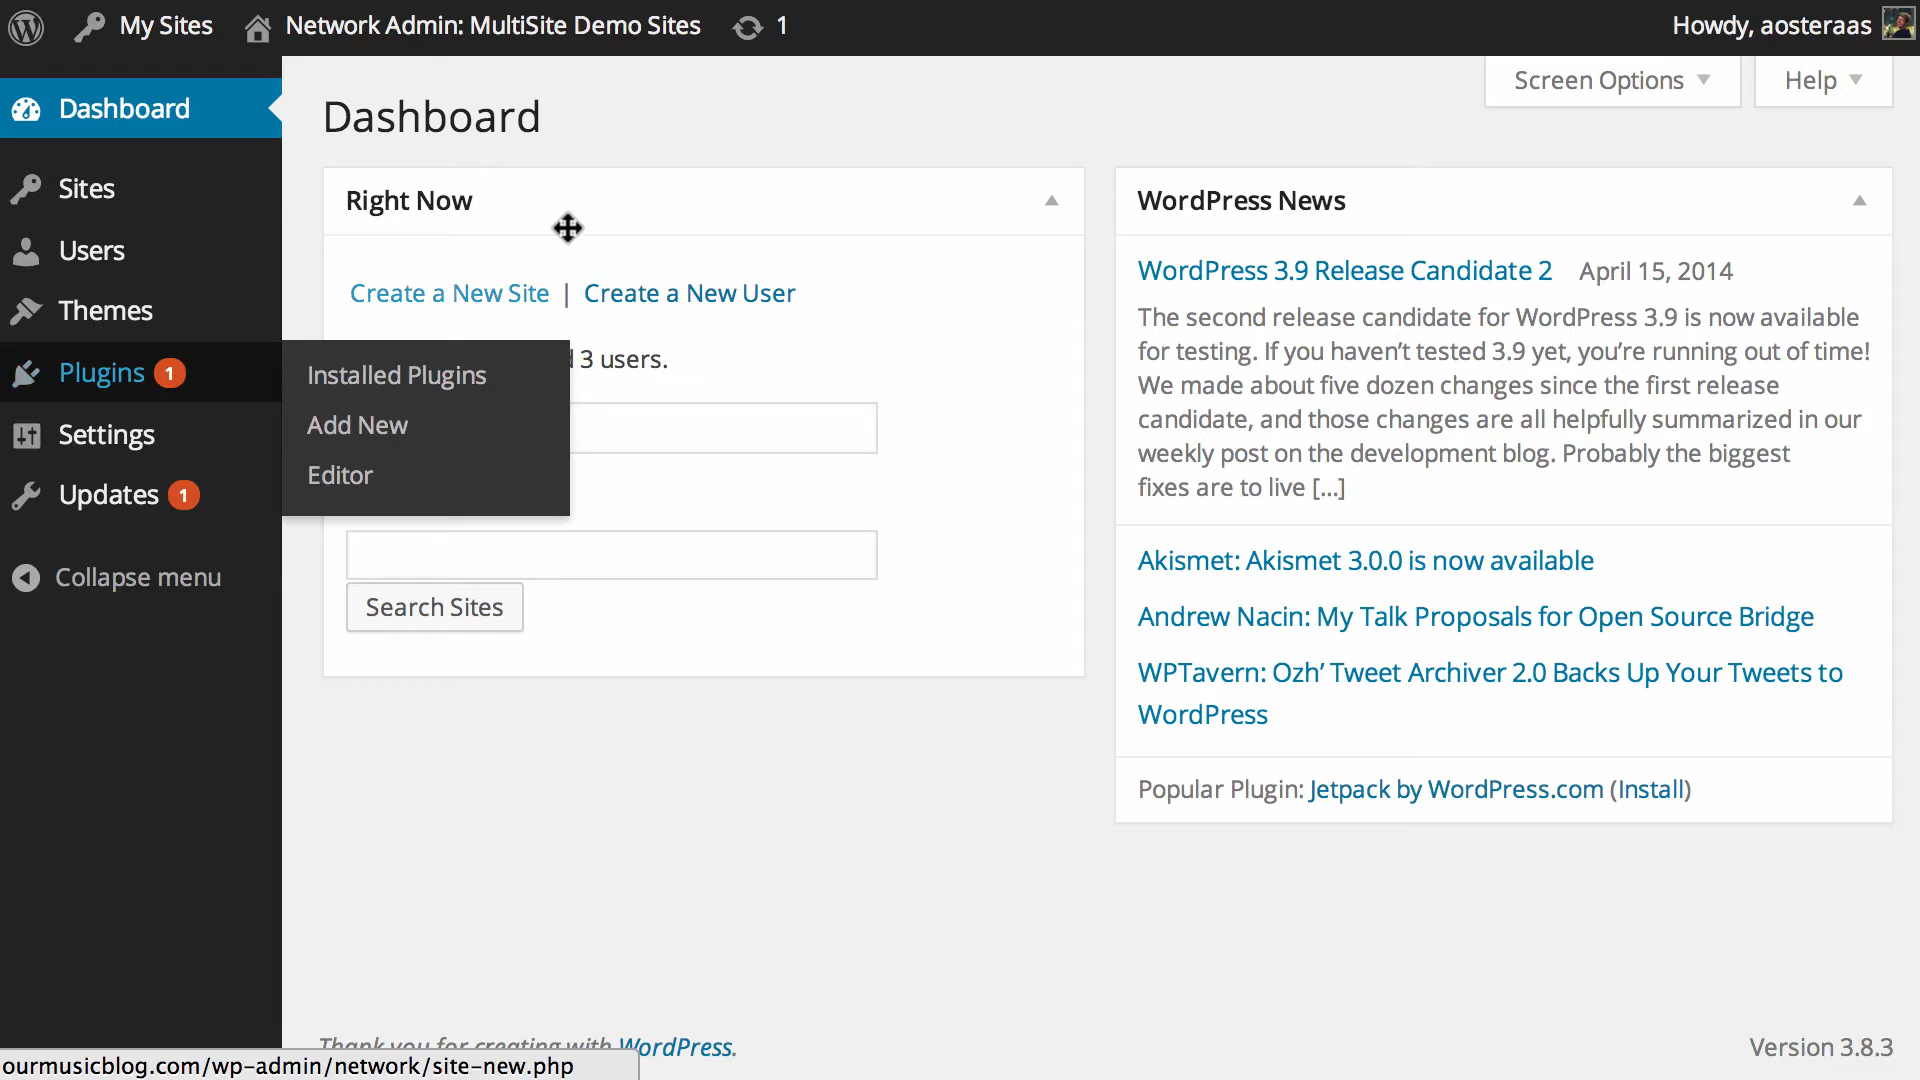 My Sites
Network Admin: MultiSite Demo Sites
1
Howdy, aosteraas
Dashboard
Sites
Users
Themes
Plugins 1
Settings
Updates 1
Collapse menu
Installed Plugins
Add New
Editor
Screen Options
Help
Dashboard
Right Now
Create a New Site | Create a New User
3 users.
Search Sites
WordPress News
WordPress 3.9 Release Candidate 2 April 15, 2014
The second release candidate for WordPress 3.9 is now available
for testing. If you haven’t tested 3.9 yet, you’re running out of time!
We made about five dozen changes since the first release
candidate, and those changes are all helpfully summarized in our
weekly post on the development blog. Probably the biggest
fixes are to live [...]
Akismet: Akismet 3.0.0 is now available
Andrew Nacin: My Talk Proposals for Open Source Bridge
WPTavern: Ozh’ Tweet Archiver 2.0 Backs Up Your Tweets to
WordPress
Popular Plugin: Jetpack by WordPress.com (Install)
Thank you for creating with WordPress.
Version 3.8.3
ourmusicblog.com/wp-admin/network/site-new.php